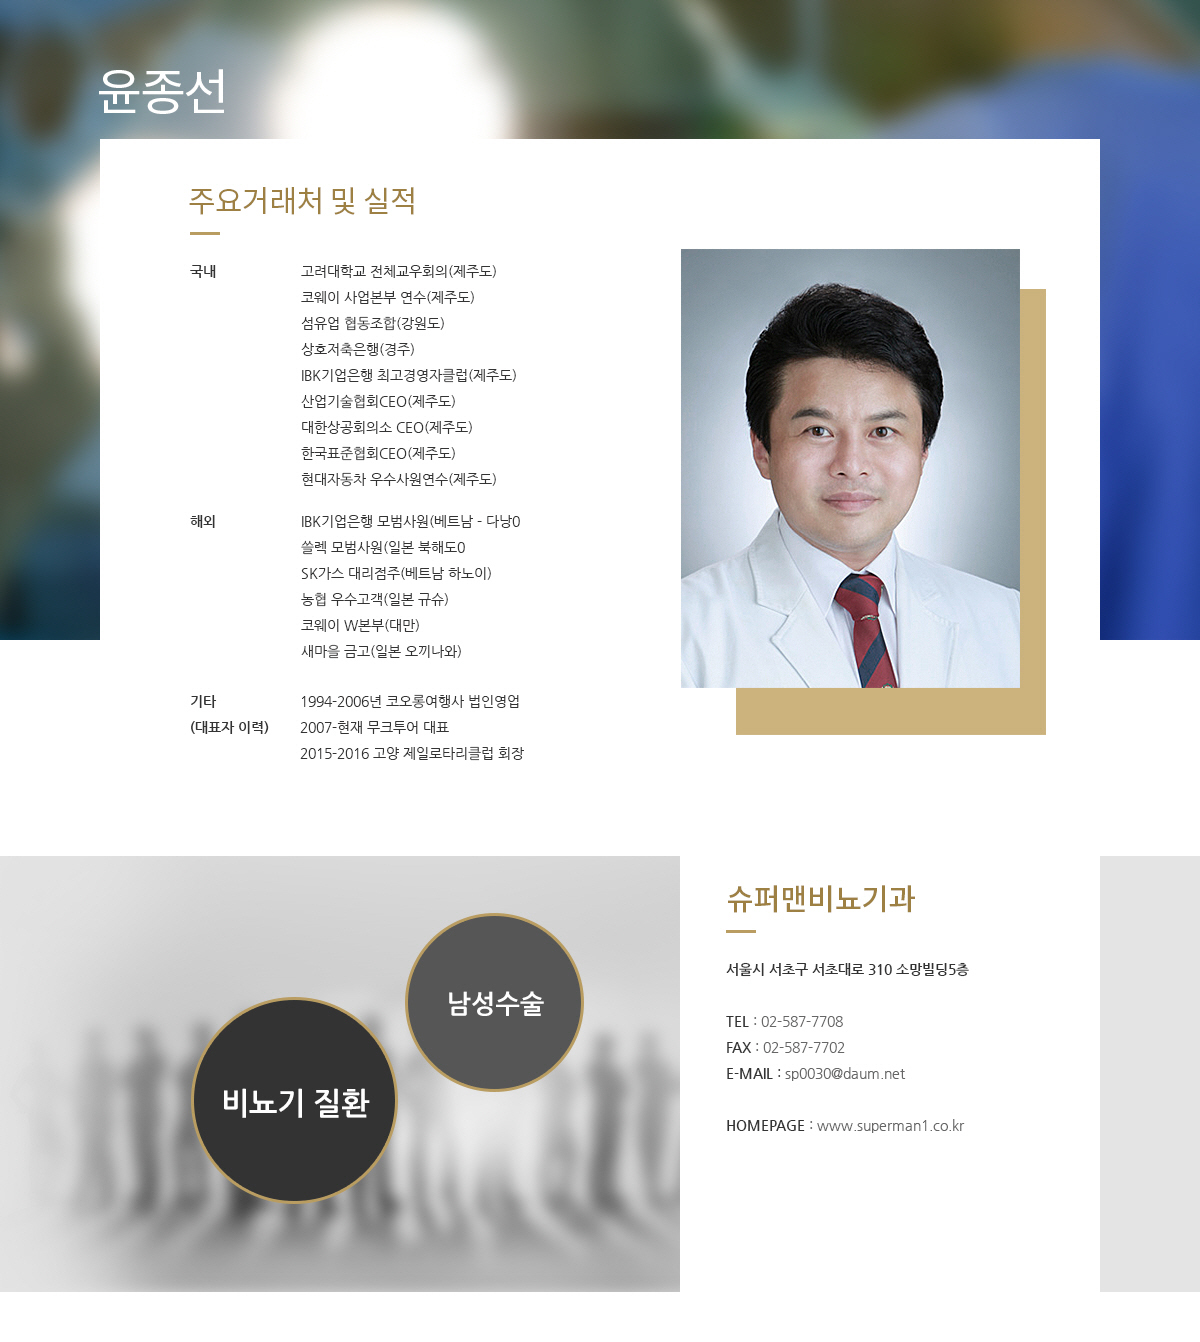 윤종선
주요거래처 및 실적
국내 고려대학교 전체교우회의(제주도)
코웨이 사업본부 연수(제주도)
섬유업 협동조합(강원도)
상호저축은행(경주)
IBK기업은행 최고경영자클럽(제주도)
산업기술협회CEO(제주도)
대한상공회의소 CEO(제주도)
한국표준협회CEO(제주도)
현대자동차 우수사원연수(제주도)
해외 IBK기업은행 모범사원(베트남 - 다낭0
쓸렉 모범사원(일본 북해도0
SK가스 대리점주(베트남 하노이)
농협 우수고객(일본 규슈)
코웨이 W본부(대만)
새마을 금고(일본 오끼나와)
기타 1994-2006년 코오롱여행사 법인영업
(대표자 이력) 2007-현재 무크투어 대표
2015-2016 고양 제일로타리클럽 회장
남성수술
비뇨기 질환
슈퍼맨비뇨기과
서울시 서초구 서초대로 310 소망빌딩5층
TEL : 02-587-7708
FAX : 02-587-7702
E-MAIL : sp0030@daum.net
HOMEPAGE : www.superman1.co.kr